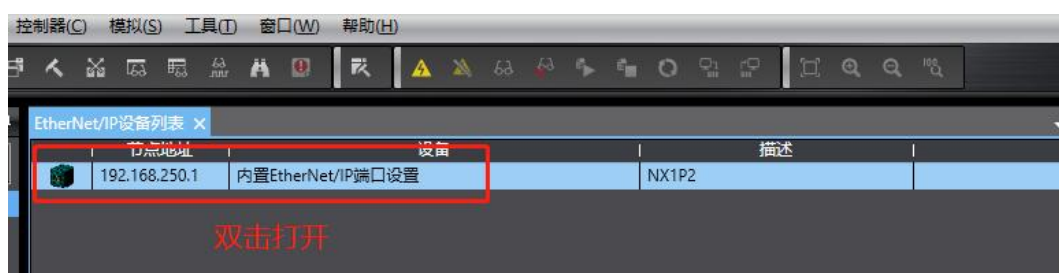 控制器(C) 模拟(S) 工具(T) 窗口(W) 帮助(H)
100
EtherNet/IP设备列表 ×
节点地址 设备 描述
192.168.250.1 内置EtherNet/IP端口设置 NX1P2
双击打开